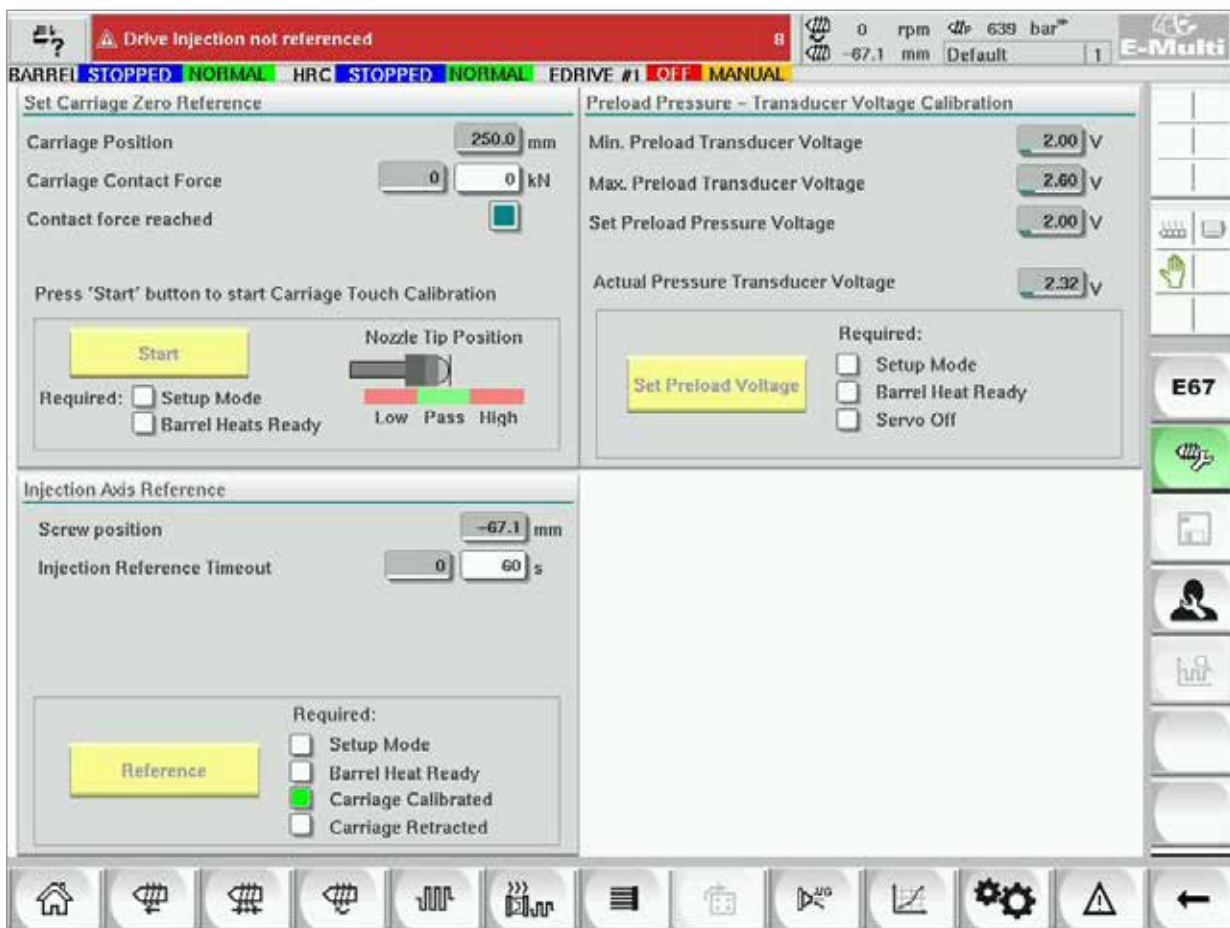 Drive Injection not referenced 8
0 rpm 639 bar
-67.1 mm Default 1
E-Multi
BARREL STOPPED NORMAL HRC STOPPED NORMAL EDRIVE #1 OFF MANUAL
Set Carriage Zero Reference
Carriage Position 250.0 mm
Carriage Contact Force 0 0 kN
Contact force reached
Press 'Start' button to start Carriage Touch Calibration
Start
Required:
Setup Mode
Barrel Heats Ready
Nozzle Tip Position
Low Pass High
Preload Pressure - Transducer Voltage Calibration
Min. Preload Transducer Voltage 2.00 V
Max. Preload Transducer Voltage 2.60 V
Set Preload Pressure Voltage 2.00 V
Actual Pressure Transducer Voltage 2.32 V
Set Preload Voltage
Required:
Setup Mode
Barrel Heat Ready
Servo Off
Injection Axis Reference
Screw position -67.1 mm
Injection Reference Timeout 0 60 s
Reference
Required:
Setup Mode
Barrel Heat Ready
Carriage Calibrated
Carriage Retracted
E67